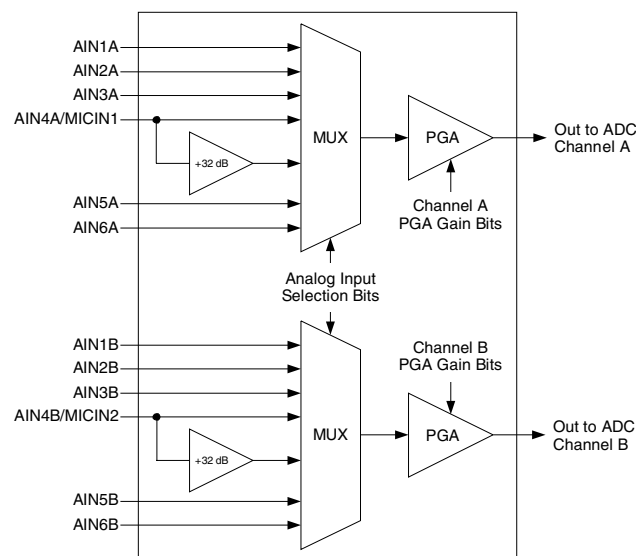 AIN1A
AIN2A
AIN3A
AIN4A/MICIN1
+32 dB
AIN5A
AIN6A
MUX
PGA
Out to ADC
Channel A
Channel A
PGA Gain Bits
Analog Input
Selection Bits
AIN1B
AIN2B
AIN3B
AIN4B/MICIN2
+32 dB
AIN5B
AIN6B
MUX
Channel B
PGA Gain Bits
PGA
Out to ADC
Channel B